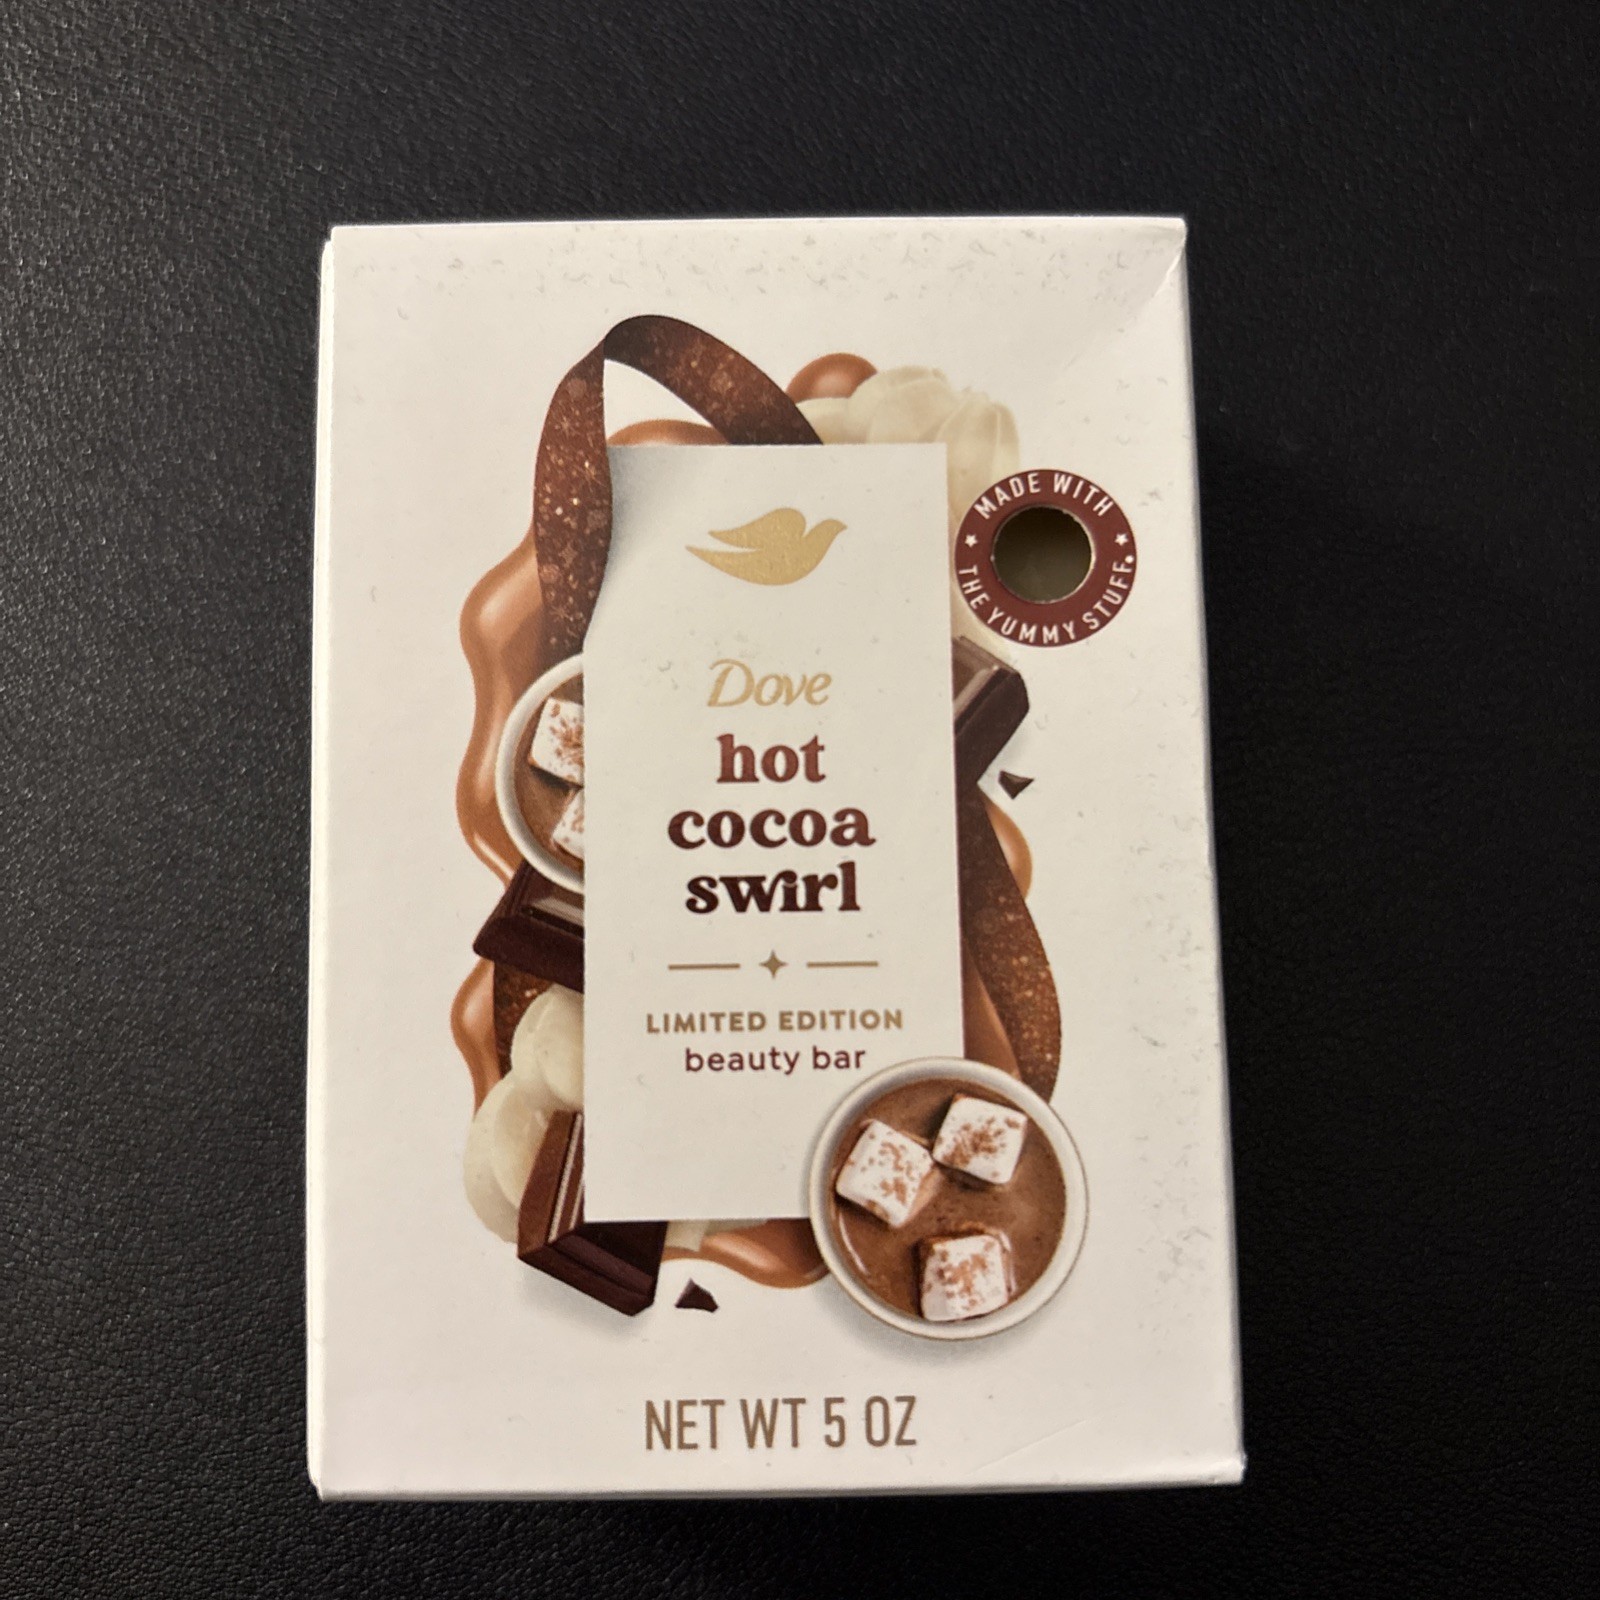 MADE WITH
THE YUMMY STUFF.
Dove
hot
cocoa
swirl
LIMITED EDITION
beauty bar
NET WT 5 OZ